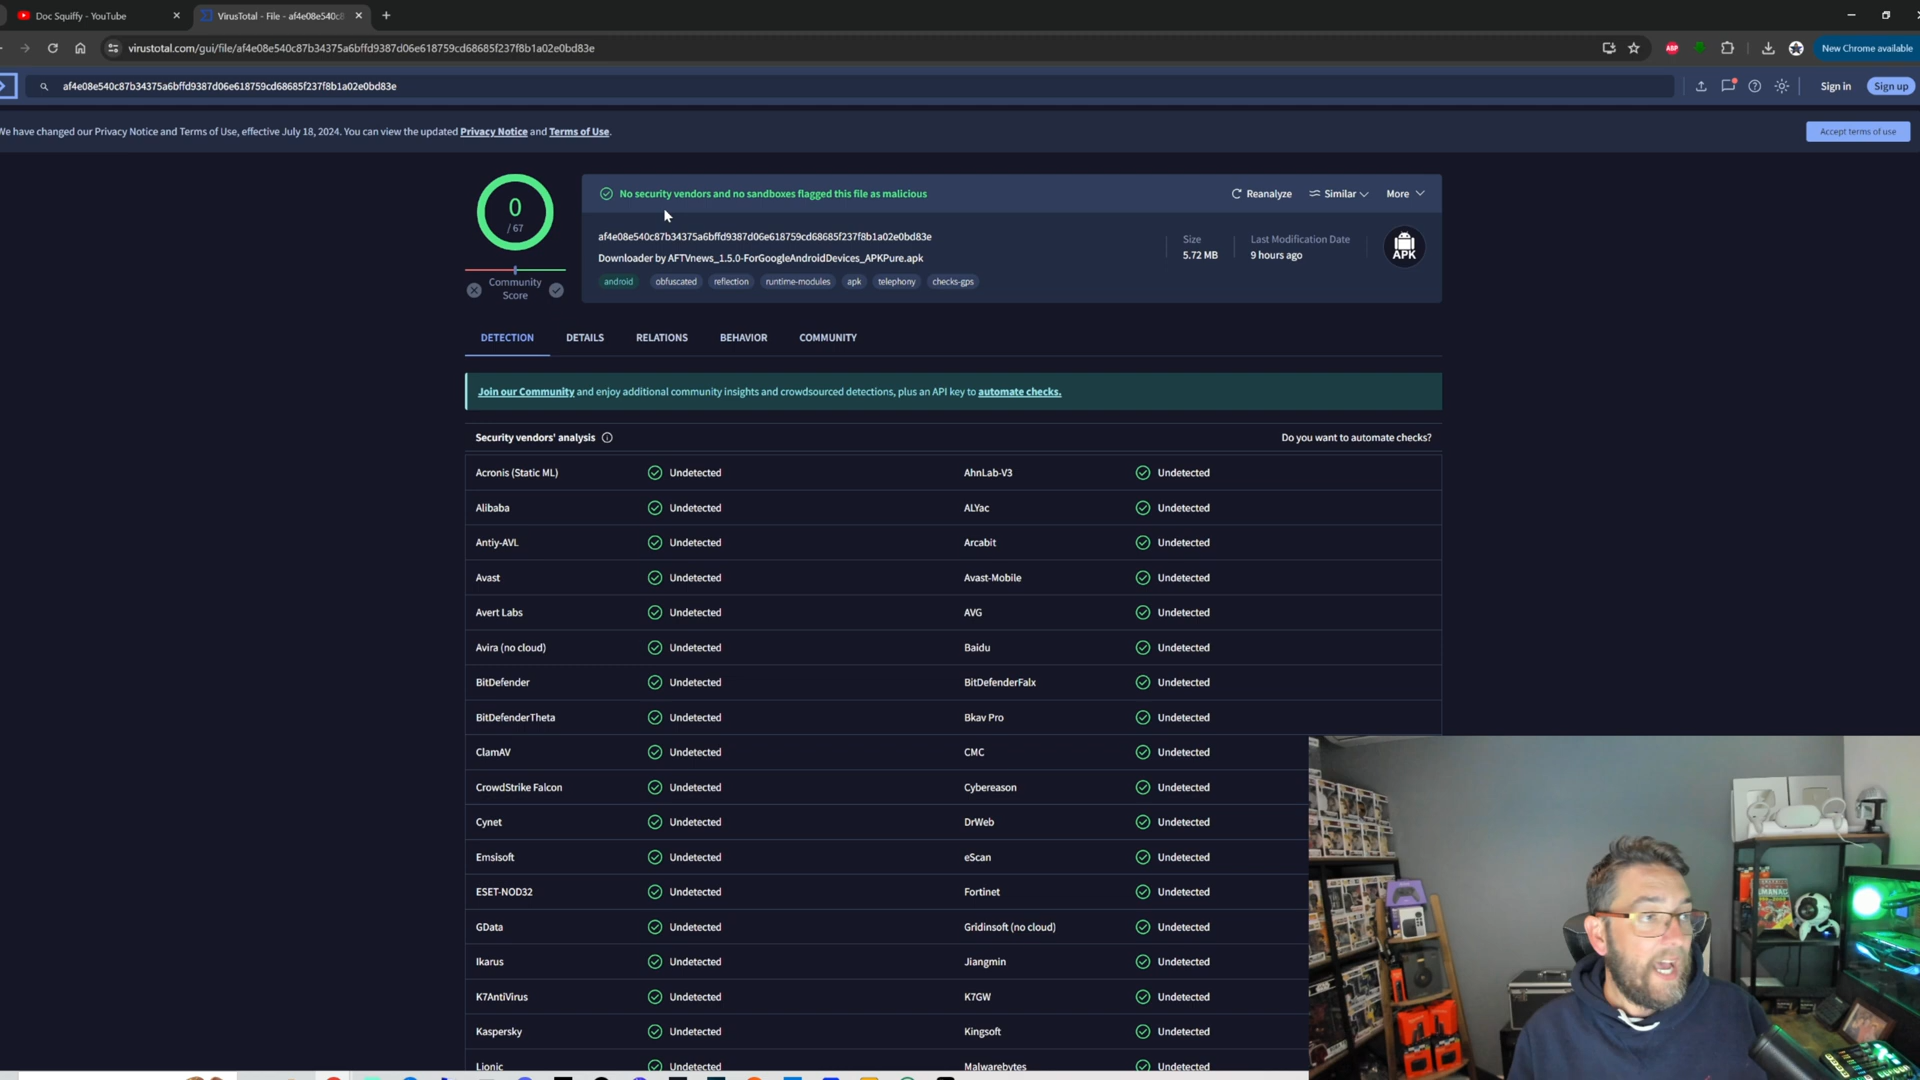 Doc Squiffy - YouTube
VirusTotal - File - af4e08e540c8
virustotal.com/gui/file/af4e08e540c87b34375a6bffd9387d06e618759cd68685f237f8b1a02e0bd83e
ABP
New Chrome available
af4e08e540c87b34375a6bffd9387d06e618759cd68685f237f8b1a02e0bd83e
Sign in
Sign up
We have changed our Privacy Notice and Terms of Use, effective July 18, 2024. You can view the updated Privacy Notice and Terms of Use.
Accept terms of use
0
/ 67
Community
Score
No security vendors and no sandboxes flagged this file as malicious
Reanalyze
Similar
More
af4e08e540c87b34375a6bffd9387d06e618759cd68685f237f8b1a02e0bd83e
Downloader by AFTVnews_1.5.0-ForGoogleAndroidDevices_APKPure.apk
android obfuscated reflection runtime-modules apk telephony checks-gps
Size
5.72 MB
Last Modification Date
9 hours ago
APK
DETECTION DETAILS RELATIONS BEHAVIOR COMMUNITY
Join our Community and enjoy additional community insights and crowdsourced detections, plus an API key to automate checks.
Security vendors' analysis
Do you want to automate checks?
Acronis (Static ML) Undetected AhnLab-V3 Undetected
Alibaba Undetected ALYac Undetected
Antiy-AVL Undetected Arcabit Undetected
Avast Undetected Avast-Mobile Undetected
Avert Labs Undetected AVG Undetected
Avira (no cloud) Undetected Baidu Undetected
BitDefender Undetected BitDefenderFalx Undetected
BitDefenderTheta Undetected Bkav Pro Undetected
ClamAV Undetected CMC Undetected
CrowdStrike Falcon Undetected Cybereason Undetected
Cynet Undetected DrWeb Undetected
Emsisoft Undetected eScan Undetected
ESET-NOD32 Undetected Fortinet Undetected
GData Undetected Gridinsoft (no cloud) Undetected
Ikarus Undetected Jiangmin Undetected
K7AntiVirus Undetected K7GW Undetected
Kaspersky Undetected Kingsoft Undetected
Lionic Undetected Malwarebytes Undetected